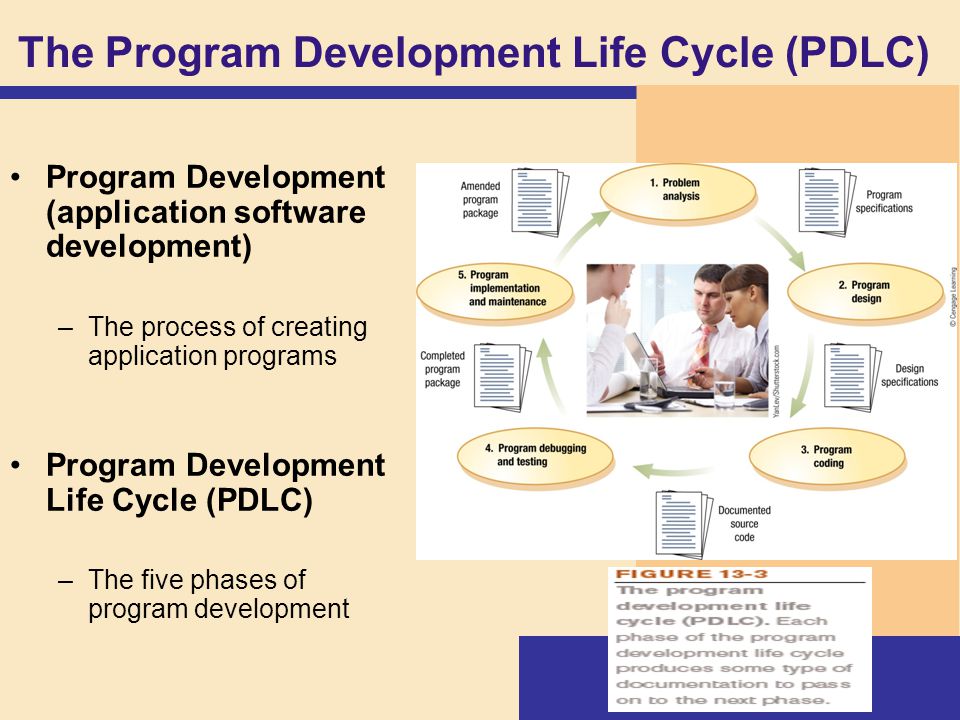 The Program Development Life Cycle (PDLC)
• Program Development
(application software
development)
– The process of creating
application programs
• Program Development
Life Cycle (PDLC)
– The five phases of
program development
Amended
program
package
1. Problem
analysis
Program
specifications
5. Program
implementation
and maintenance
2. Program
design
© Cengage Learning
Completed
program
package
YanLev/Shutterstock.com
Design
specifications
4. Program debugging
and testing
3. Program
coding
Documented
source
code
FIGURE 13-3
The program
development life
cycle (PDLC). Each
phase of the program
development life cycle
produces some type of
documentation to pass
on to the next phase.